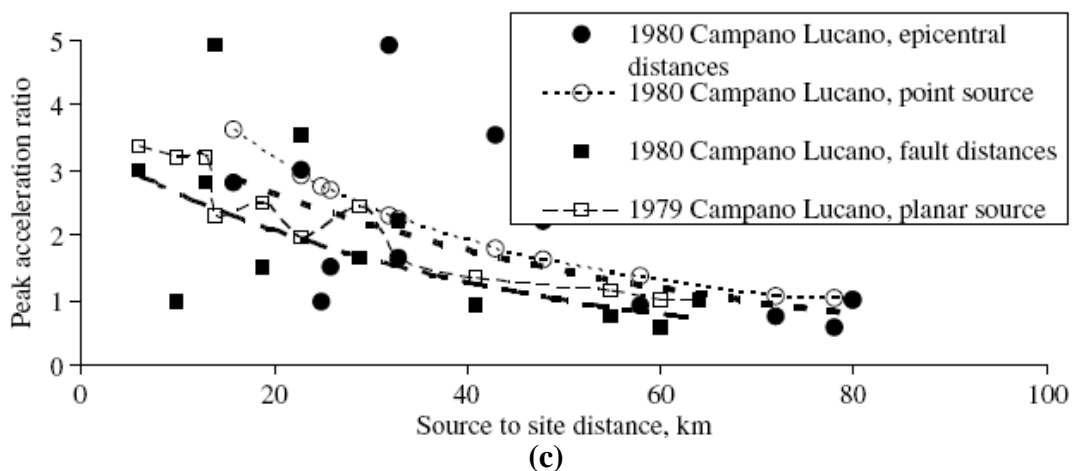 1980 Campano Lucano, epicentral
distances
1980 Campano Lucano, point source
1980 Campano Lucano, fault distances
1979 Campano Lucano, planar source
Peak acceleration ratio
5
4
3
2
1
0
0 20 40 60 80 100
Source to site distance, km
(c)